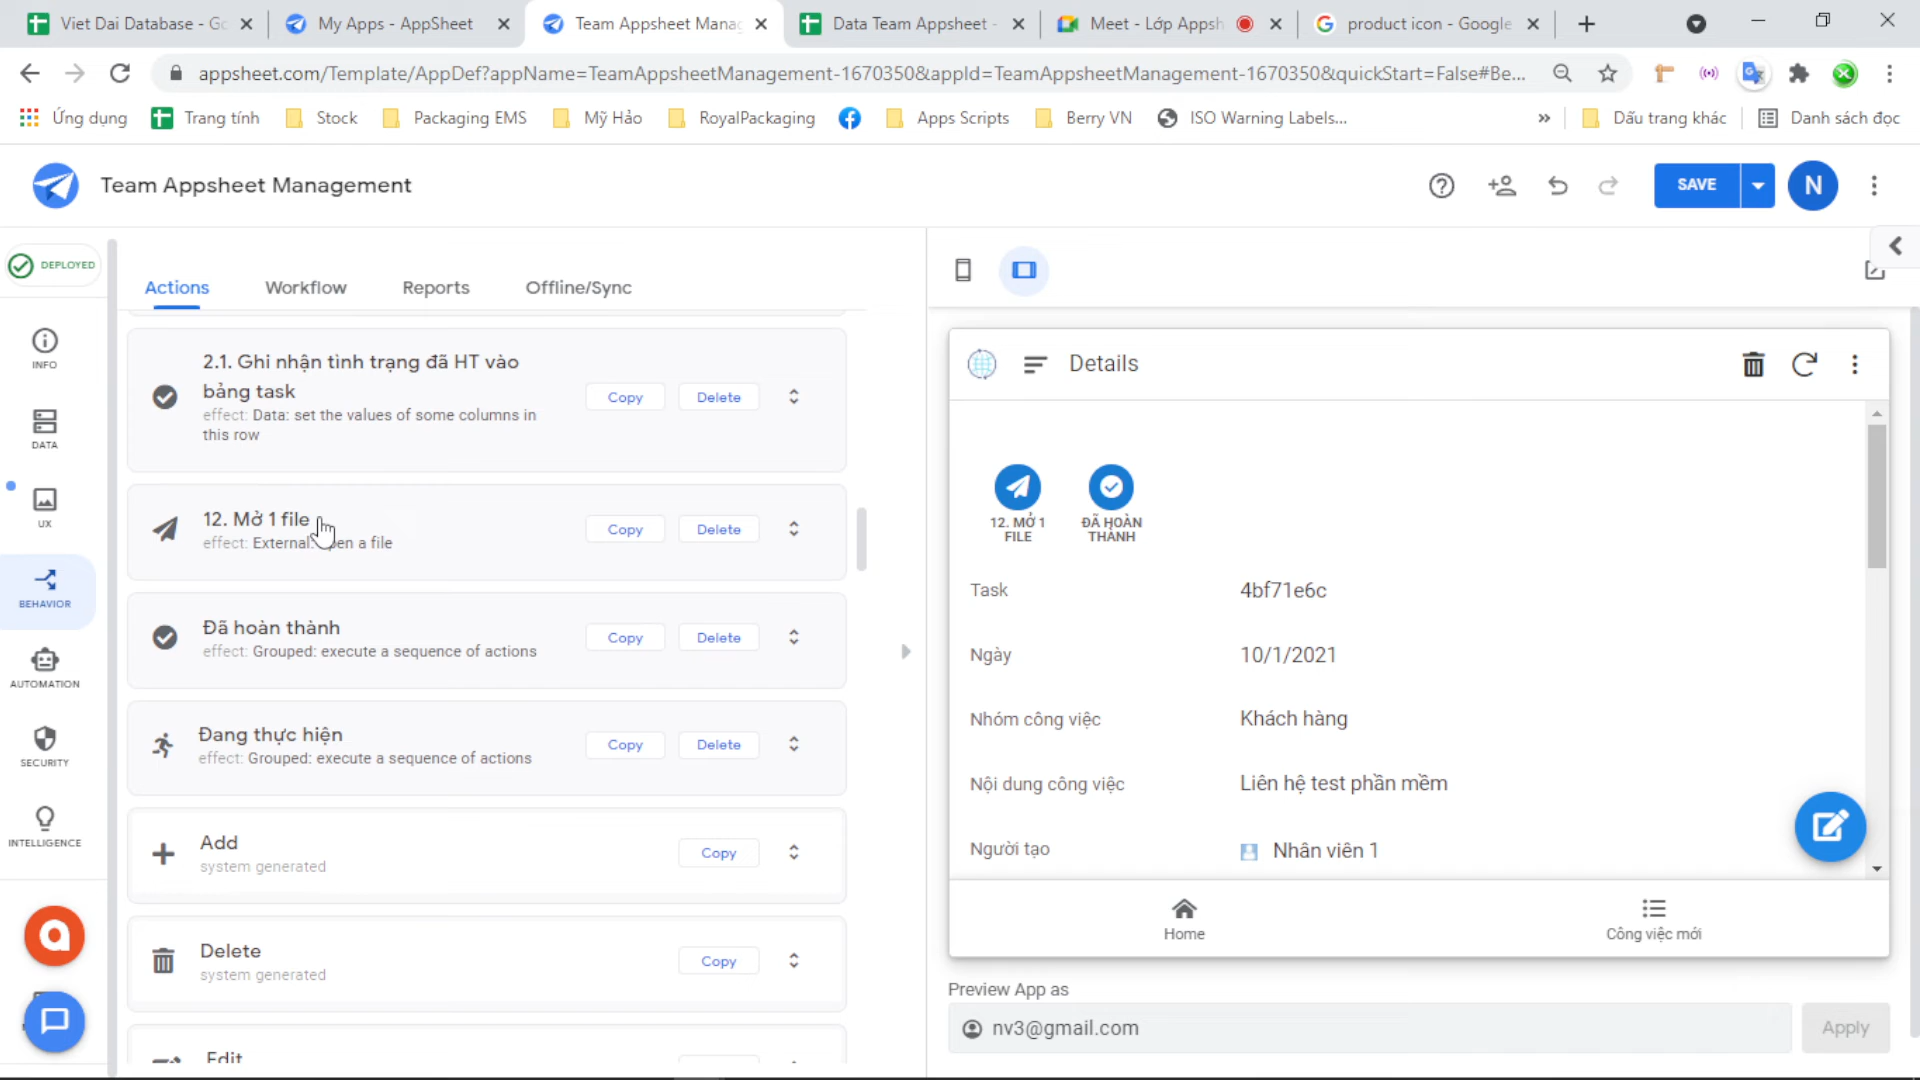 Viet Dai Database - Go
My Apps - AppSheet
Team Appsheet Manag
Data Team Appsheet -
Meet - Lớp Appsh
product icon - Google
appsheet.com/Template/AppDef?appName=TeamAppsheetManagement-1670350&appId=TeamAppsheetManagement-1670350&quickStart=False#Be...
Ứng dụng
Trang tính
Stock
Packaging EMS
Mỹ Hảo
RoyalPackaging
Apps Scripts
Berry VN
ISO Warning Labels...
»
Dấu trang khác
Danh sách đọc
Team Appsheet Management
SAVE
N
DEPLOYED
INFO
DATA
UX
BEHAVIOR
AUTOMATION
SECURITY
INTELLIGENCE
Actions
Workflow
Reports
Offline/Sync
2.1. Ghi nhận tình trạng đã HT vào
bảng task
effect: Data: set the values of some columns in
this row
Copy
Delete
12. Mở 1 file
effect: External: open a file
Copy
Delete
Đã hoàn thành
effect: Grouped: execute a sequence of actions
Copy
Delete
Đang thực hiện
effect: Grouped: execute a sequence of actions
Copy
Delete
Add
system generated
Copy
Delete
system generated
Copy
Edit
Details
12. MỞ 1
FILE
ĐÃ HOÀN
THÀNH
Task
4bf71e6c
Ngày
10/1/2021
Nhóm công việc
Khách hàng
Nội dung công việc
Liên hệ test phần mềm
Người tạo
Nhân viên 1
Home
Công việc mới
Preview App as
nv3@gmail.com
Apply